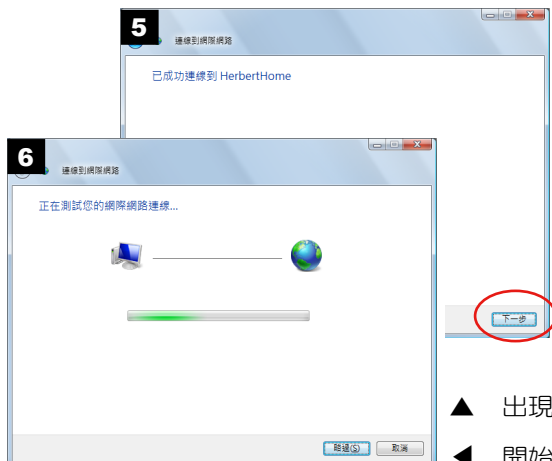 5
連線到網際網路
已成功連線到 HerbertHome
下一步
6
連線到網際網路
正在測試您的網際網路連線...
略過(S) 取消
▲ 出現
◀ 開始